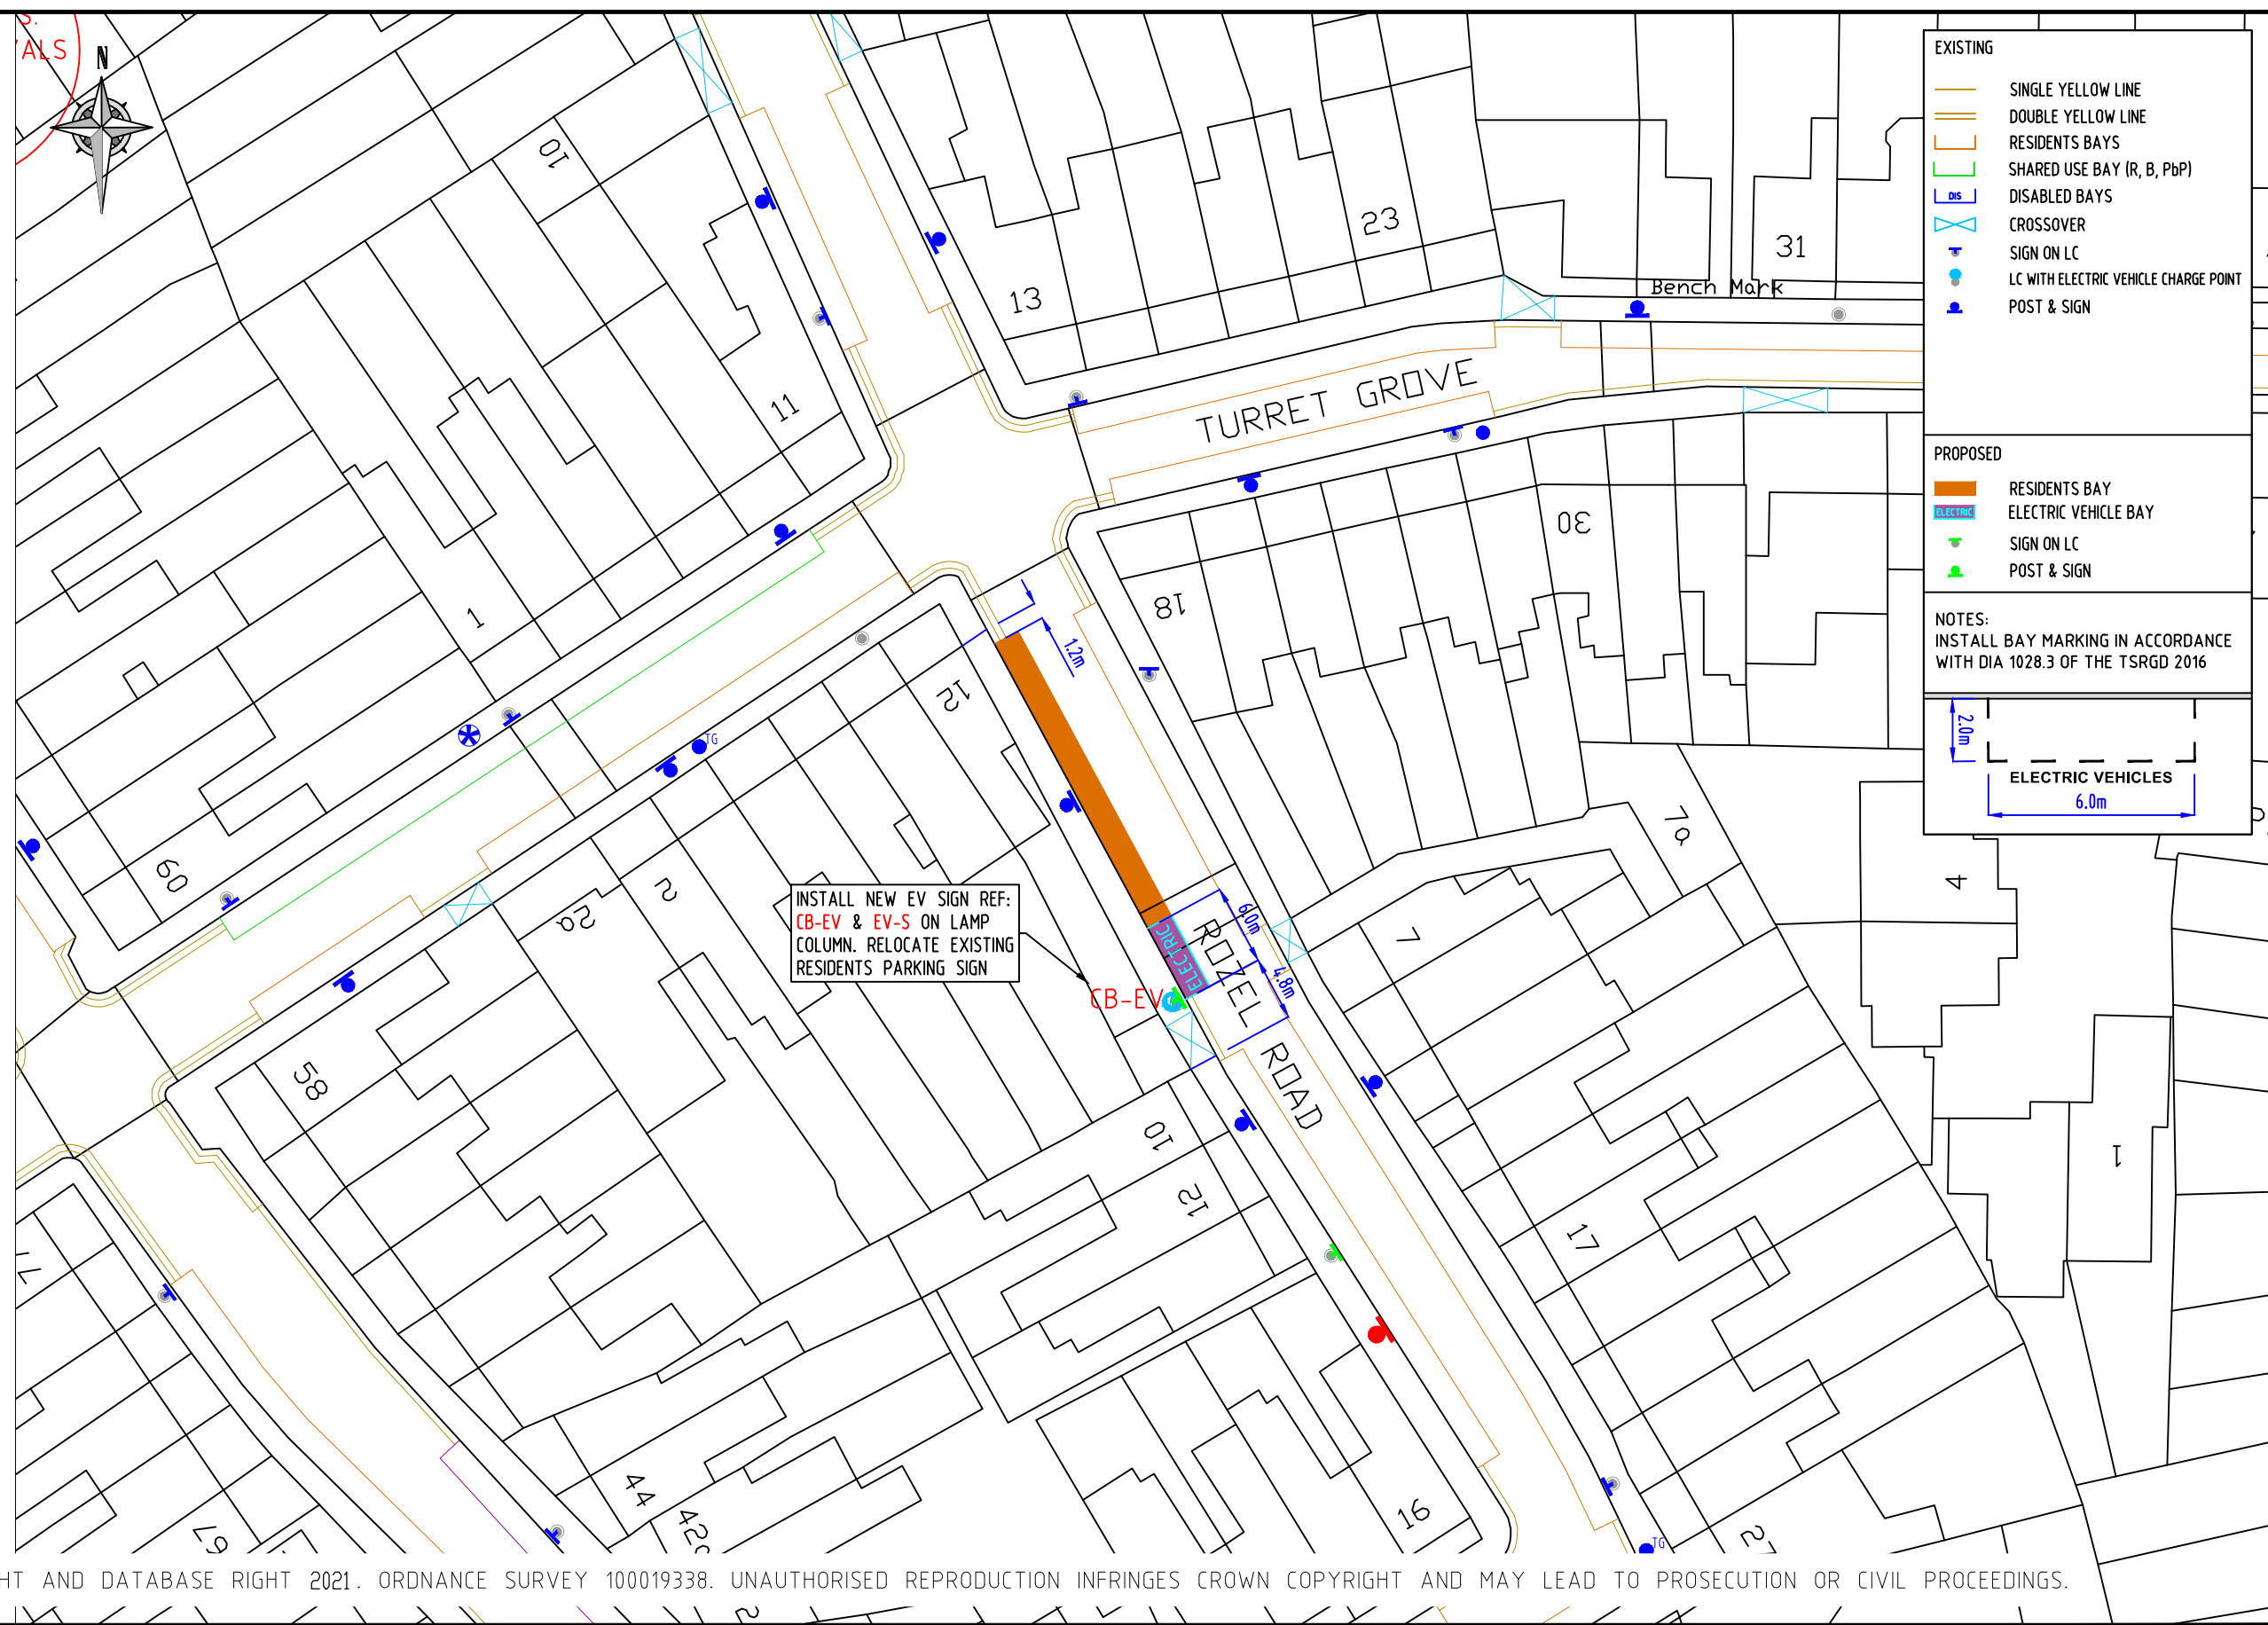 S.
ALS
N
10
11
13
23
31
Bench Mark
TURRET GROVE
1
12
18
30
1.2m
TG
60
2a
2
7a
7
4
1
INSTALL NEW EV SIGN REF:
CB-EV & EV-S ON LAMP
COLUMN. RELOCATE EXISTING
RESIDENTS PARKING SIGN
CB-EV
ELECTRIC
6.0m
4.8m
ROZEL ROAD
58
10
12
17
44
16
67
TG
EXISTING
SINGLE YELLOW LINE
DOUBLE YELLOW LINE
RESIDENTS BAYS
SHARED USE BAY (R, B, PbP)
DIS DISABLED BAYS
CROSSOVER
SIGN ON LC
LC WITH ELECTRIC VEHICLE CHARGE POINT
POST & SIGN
PROPOSED
RESIDENTS BAY
ELECTRIC ELECTRIC VEHICLE BAY
SIGN ON LC
POST & SIGN
NOTES:
INSTALL BAY MARKING IN ACCORDANCE
WITH DIA 1028.3 OF THE TSRGD 2016
2.0m
ELECTRIC VEHICLES
6.0m
HT AND DATABASE RIGHT 2021. ORDNANCE SURVEY 100019338. UNAUTHORISED REPRODUCTION INFRINGES CROWN COPYRIGHT AND MAY LEAD TO PROSECUTION OR CIVIL PROCEEDINGS.